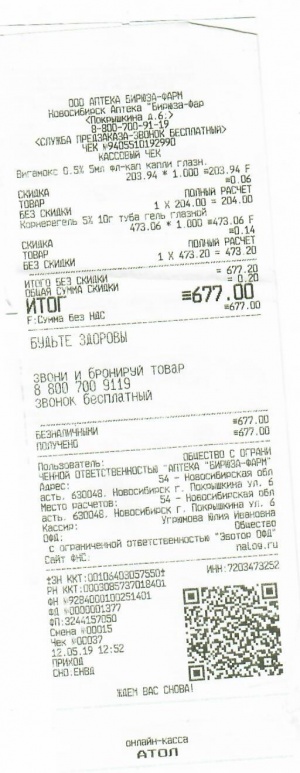 ООО АПТЕКА БИРЮЗА-ФАРМ
Новосибирск Аптека "Бирюза-Фар
<Покрышкина д.6;>
8-800-700-91-19
<СЛУЖБА ПРЕДЗАКАЗА-ЗВОНОК БЕСПЛАТНЫЙ>
ЧЕК №9405510192990
КАССОВЫЙ ЧЕК
Вигамокс 0.5% 5мл фл-кап капли глазн.
203.94 * 1.000 =203.94 F
СКИДКА =0.06
ТОВАР ПОЛНЫЙ РАСЧЕТ
БЕЗ СКИДКИ 1 X 204.00 = 204.00
Корнерегель 5% 10г туба гель глазной
473.06 * 1.000 =473.06 F
СКИДКА =0.14
ТОВАР ПОЛНЫЙ РАСЧЕТ
БЕЗ СКИДКИ 1 X 473.20 = 473.20
ИТОГО БЕЗ СКИДКИ = 677.20
ОБЩАЯ СУММА СКИДКИ = 0.20
ИТОГ =677.00
F:Сумма без НДС =677.00
БУДЬТЕ ЗДОРОВЫ
ЗВОНИ И БРОНИРУЙ ТОВАР
8 800 700 9119
ЗВОНОК бесплатный
БЕЗНАЛИЧНЫМИ =677.00
ПОЛУЧЕНО =677.00
Пользователь: ОБЩЕСТВО С ОГРАНИ
ЧЕННОЙ ОТВЕТСТВЕННОСТЬЮ "АПТЕКА "БИРЮЗА-ФАРМ"
Адрес: 54 - Новосибирская обл
асть, 630048, Новосибирск г, Покрышкина ул, 6
Место расчетов: 54 - Новосибирская обл
асть, 630048, Новосибирск г, Покрышкина ул, 6
Кассир: Угрюмова Юлия Ивановна
ОФД: Общество
с ограниченной ответственностью "Эвотор ОФД"
Сайт ФНС: nalog.ru
‡ЗН ККТ:00106403057550‡ ИНН:7203473252
РН ККТ:0003085737018401
ФН №9284000100251401
ФД №0000001377
ФП:3244157050
Смена №00015
Чек №00037
12.05.19 12:52
ПРИХОД
СНО:ЕНВД
ЖДЕМ ВАС СНОВА!
онлайн-касса
АТОЛ